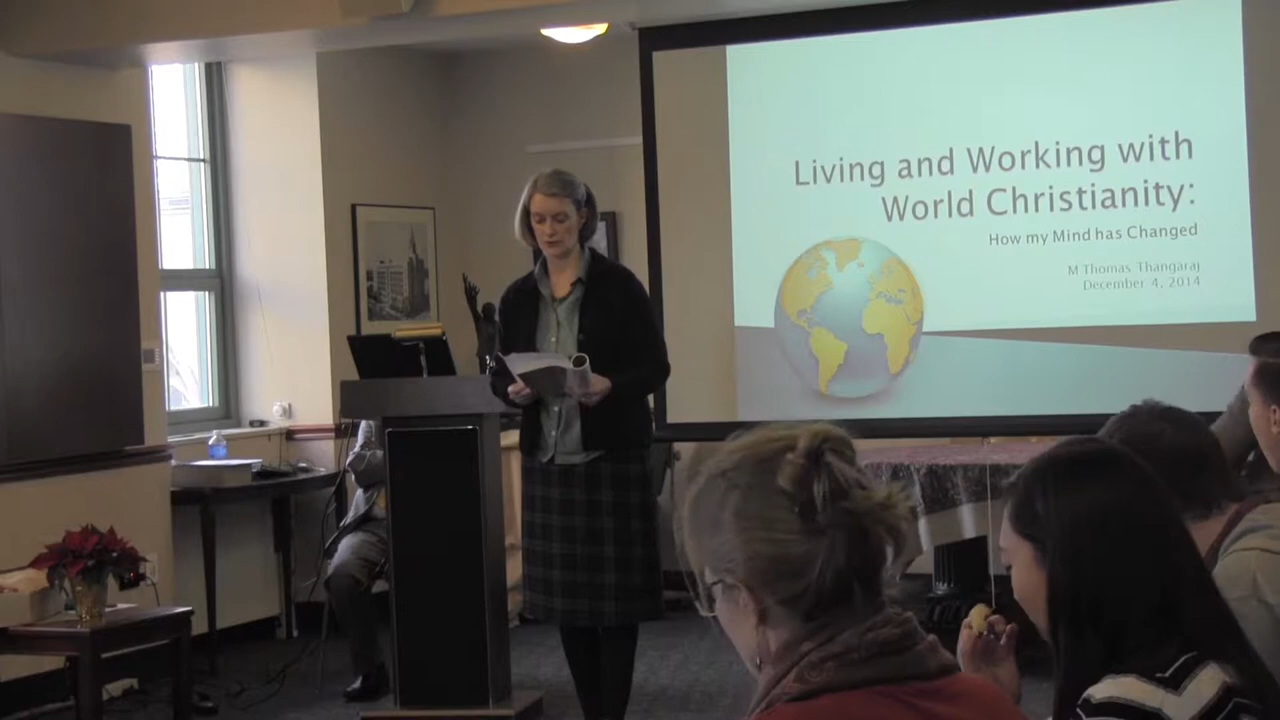 Living and Working with
World Christianity:
How my Mind has Changed
M Thomas Thangaraj
December 4, 2014